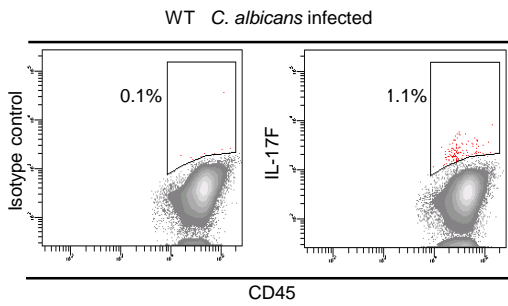 WT C. albicans infected
Isotype control
0.1%
IL-17F
1.1%
CD45